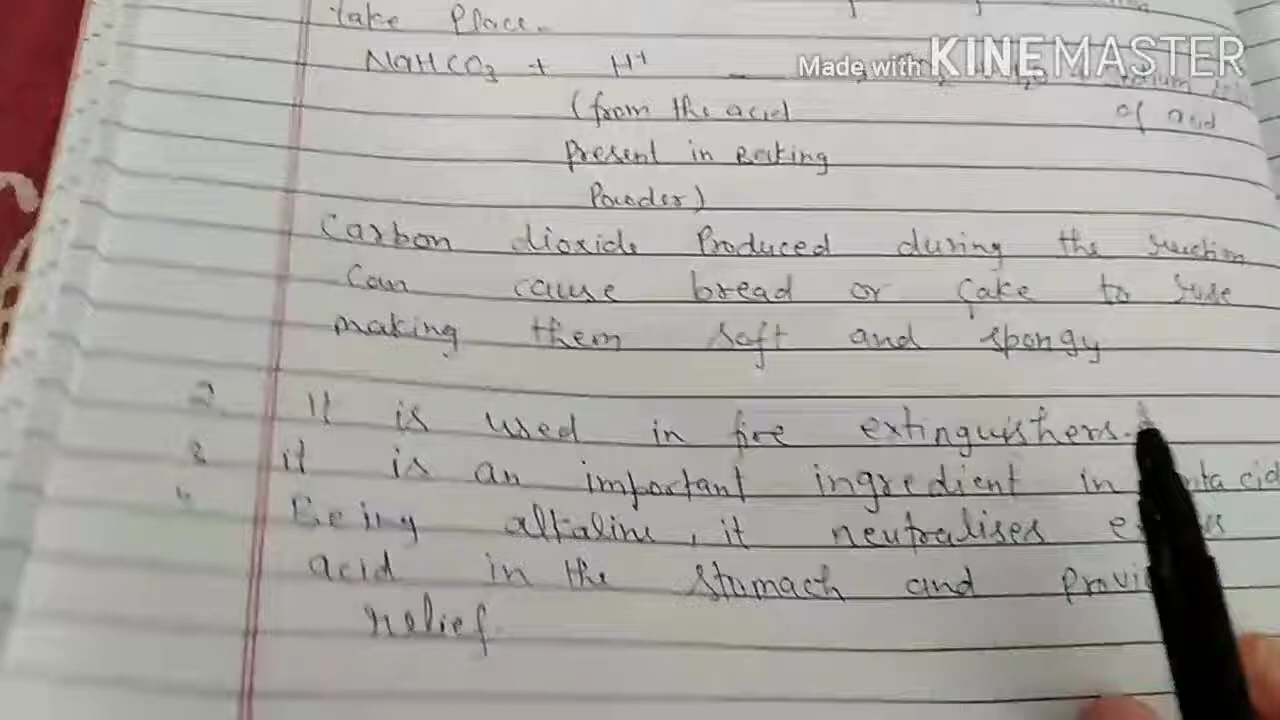 take Place.
NaHCO3 + H+
Made with KINEMASTER
(from the acid of acid
Present in Baking
Powder)
Carbon dioxide Produced during the reaction
Can cause bread or cake to rise
making them soft and spongy
2 It is used in fire extinguishers.
3 it is an important ingredient in
4 Being alkaline, it neutralises
acid in the stomach and
relief